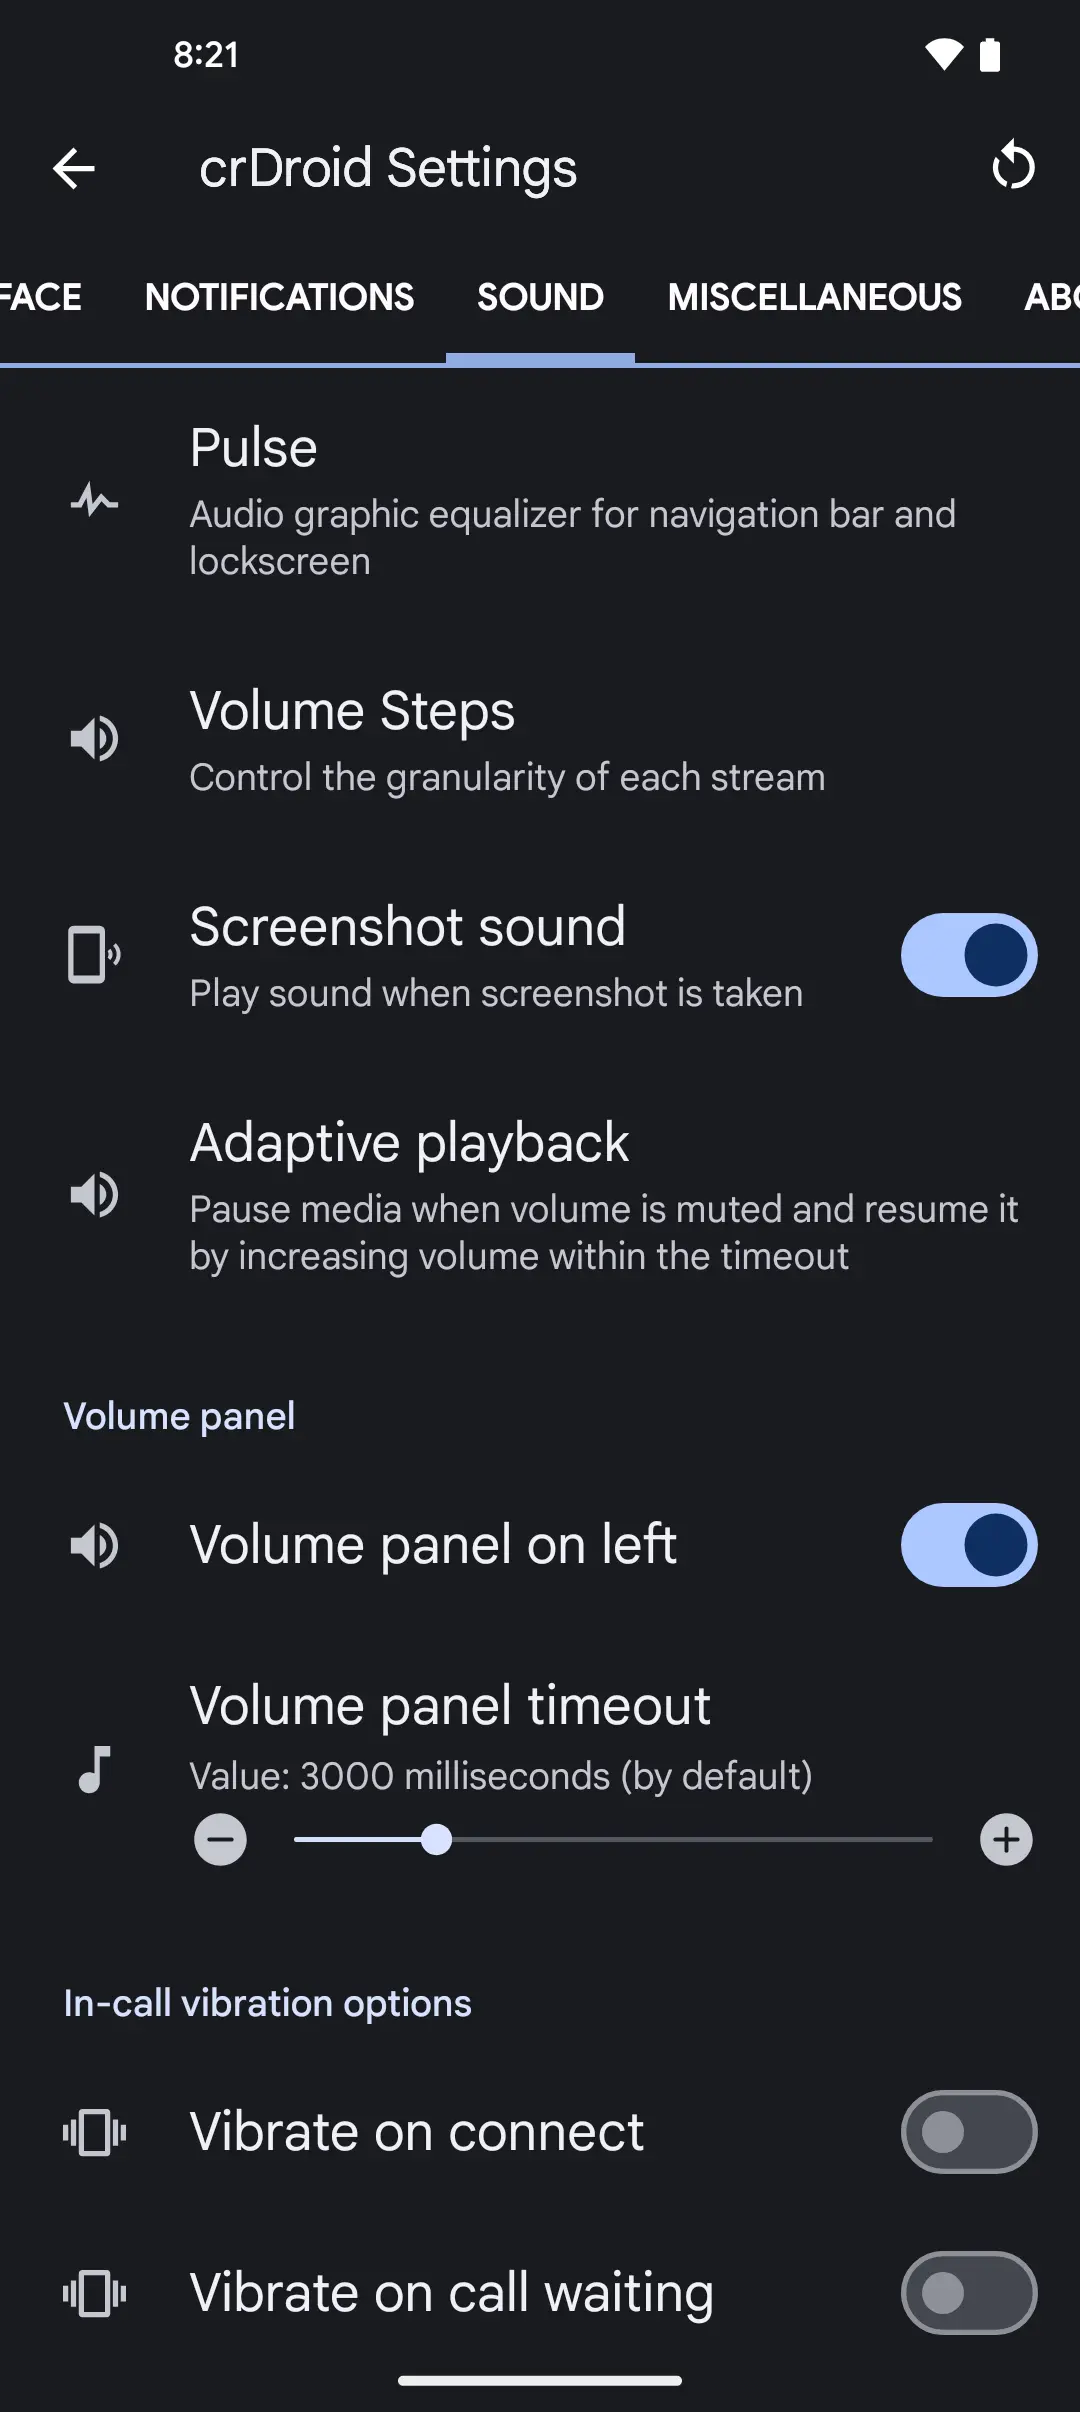 8:21
crDroid Settings
FACE NOTIFICATIONS SOUND MISCELLANEOUS ABO
Pulse
Audio graphic equalizer for navigation bar and
lockscreen
Volume Steps
Control the granularity of each stream
Screenshot sound
Play sound when screenshot is taken
Adaptive playback
Pause media when volume is muted and resume it
by increasing volume within the timeout
Volume panel
Volume panel on left
Volume panel timeout
Value: 3000 milliseconds (by default)
In-call vibration options
Vibrate on connect
Vibrate on call waiting